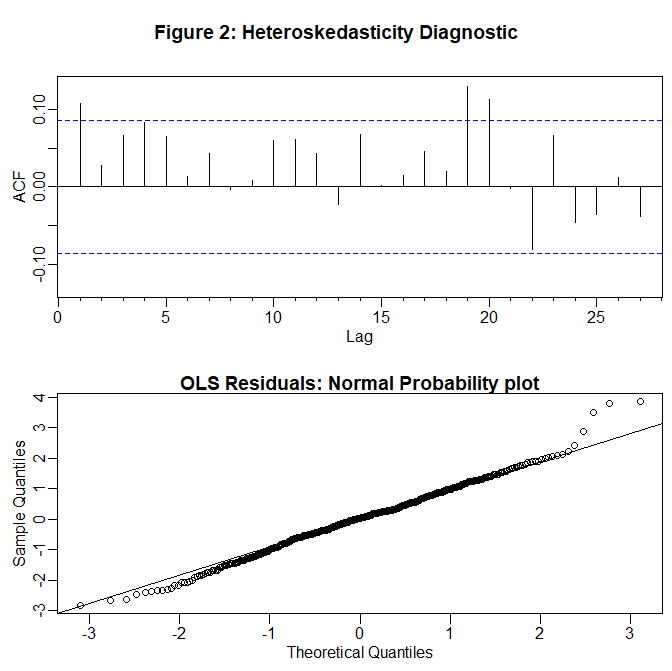 Figure 2: Heteroskedasticity Diagnostic
ACF
0.10
0.00
-0.10
0 5 10 15 20 25
Lag
OLS Residuals: Normal Probability plot
Sample Quantiles
4
3
2
1
0
-1
-2
-3
-3 -2 -1 0 1 2 3
Theoretical Quantiles